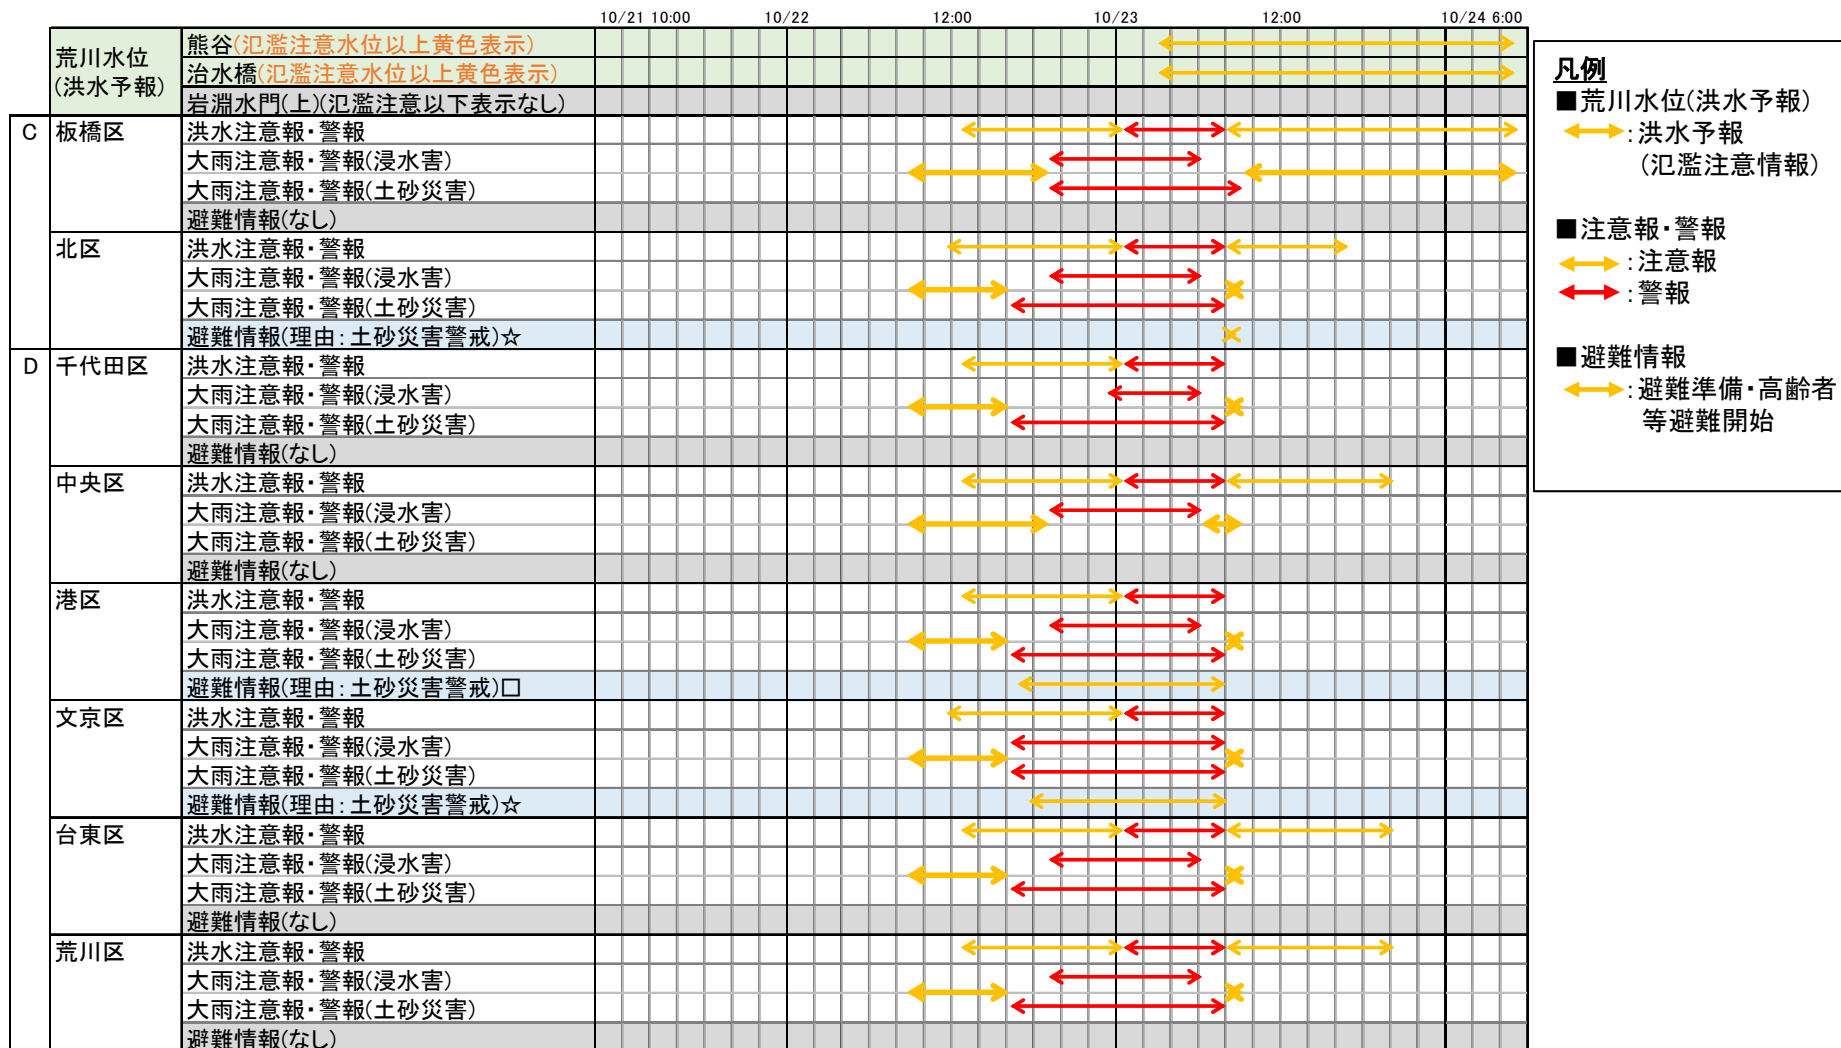 10/21 10:00 10/22 12:00 10/23 12:00 10/24 6:00
荒川水位
(洪水予報)
熊谷(氾濫注意水位以上黄色表示)
治水橋(氾濫注意水位以上黄色表示)
岩淵水門(上)(氾濫注意以下表示なし)
C 板橋区 洪水注意報・警報
大雨注意報・警報(浸水害)
大雨注意報・警報(土砂災害)
避難情報(なし)
北区 洪水注意報・警報
大雨注意報・警報(浸水害)
大雨注意報・警報(土砂災害)
避難情報(理由:土砂災害警戒)☆
D 千代田区 洪水注意報・警報
大雨注意報・警報(浸水害)
大雨注意報・警報(土砂災害)
避難情報(なし)
中央区 洪水注意報・警報
大雨注意報・警報(浸水害)
大雨注意報・警報(土砂災害)
避難情報(なし)
港区 洪水注意報・警報
大雨注意報・警報(浸水害)
大雨注意報・警報(土砂災害)
避難情報(理由:土砂災害警戒)□
文京区 洪水注意報・警報
大雨注意報・警報(浸水害)
大雨注意報・警報(土砂災害)
避難情報(理由:土砂災害警戒)☆
台東区 洪水注意報・警報
大雨注意報・警報(浸水害)
大雨注意報・警報(土砂災害)
避難情報(なし)
荒川区 洪水注意報・警報
大雨注意報・警報(浸水害)
大雨注意報・警報(土砂災害)
避難情報(なし)
凡例
■荒川水位(洪水予報)
:洪水予報
(氾濫注意情報)
■注意報・警報
:注意報
:警報
■避難情報
:避難準備・高齢者
等避難開始